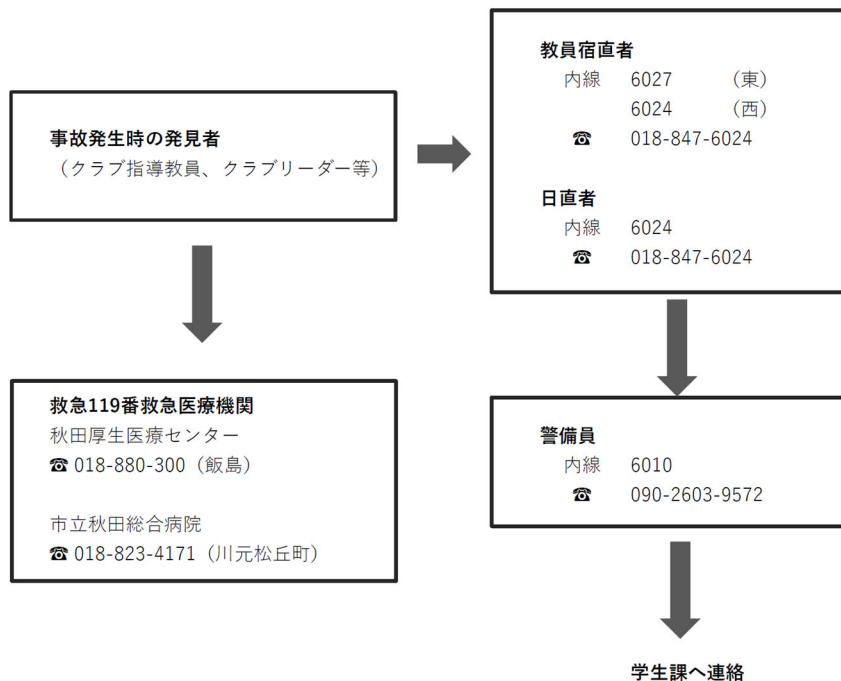 事故発生時の発見者
（クラブ指導教員、クラブリーダー等）
教員宿直者
内線 6027 （東）
6024 （西）
☎ 018-847-6024
日直者
内線 6024
☎ 018-847-6024
救急119番救急医療機関
秋田厚生医療センター
☎ 018-880-300（飯島）
市立秋田総合病院
☎ 018-823-4171（川元松丘町）
警備員
内線 6010
☎ 090-2603-9572
学生課へ連絡